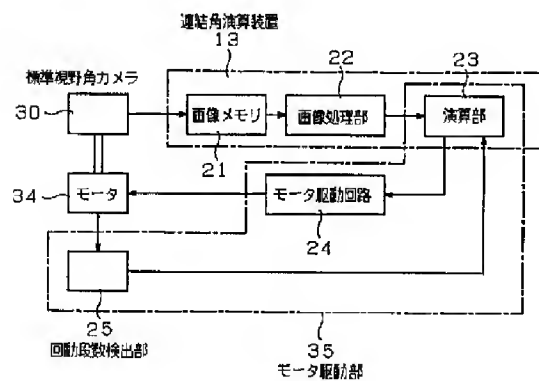 連結角演算装置
13
標準視野角カメラ
30
画像メモリ
21
22
画像処理部
23
演算部
34
モータ
モータ駆動回路
24
25
回動段数検出部
35
モータ駆動部